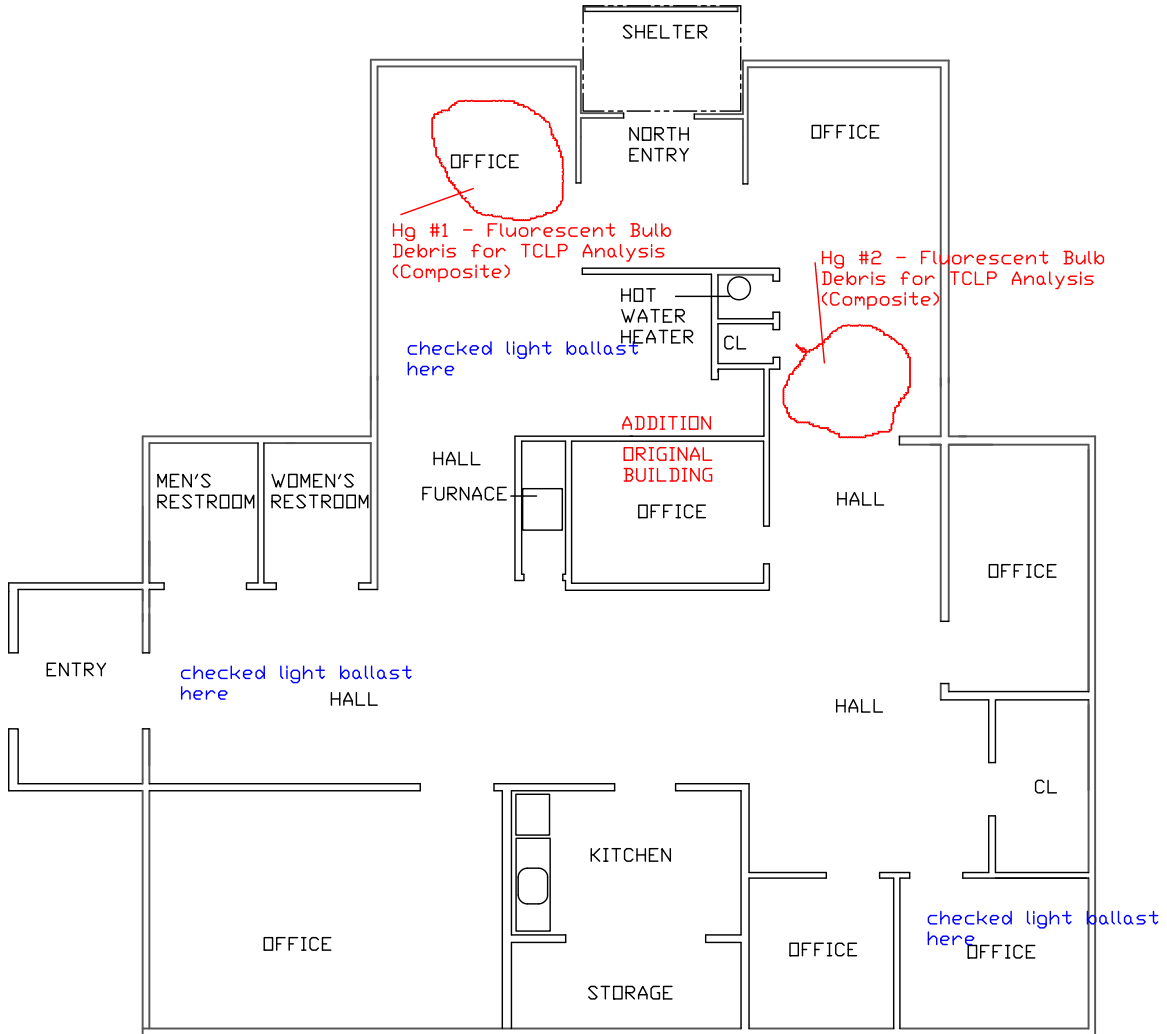 SHELTER
OFFICE
NORTH
ENTRY
OFFICE
Hg #1 - Fluorescent Bulb
Debris for TCLP Analysis
(Composite)
Hg #2 - Fluorescent Bulb
Debris for TCLP Analysis
(Composite)
HOT
WATER
HEATER
CL
checked light ballast
here
ADDITION
ORIGINAL
BUILDING
HALL
FURNACE
OFFICE
HALL
MEN'S
RESTROOM
WOMEN'S
RESTROOM
OFFICE
ENTRY
checked light ballast
here
HALL
HALL
CL
KITCHEN
checked light ballast
here
OFFICE
OFFICE
OFFICE
STORAGE